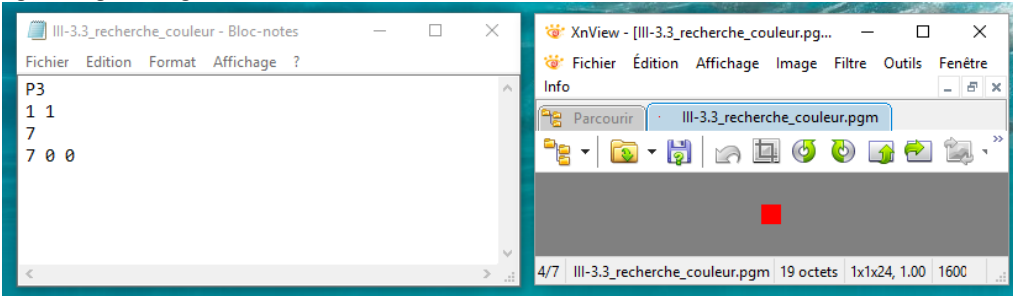 III-3.3_recherche_couleur - Bloc-notes
Fichier Edition Format Affichage ?
P3
1 1
7
7 0 0
XnView - [III-3.3_recherche_couleur.pg...
Fichier Édition Affichage Image Filtre Outils Fenêtre
Info
Parcourir III-3.3_recherche_couleur.pgm
4/7 III-3.3_recherche_couleur.pgm 19 octets 1x1x24, 1.00